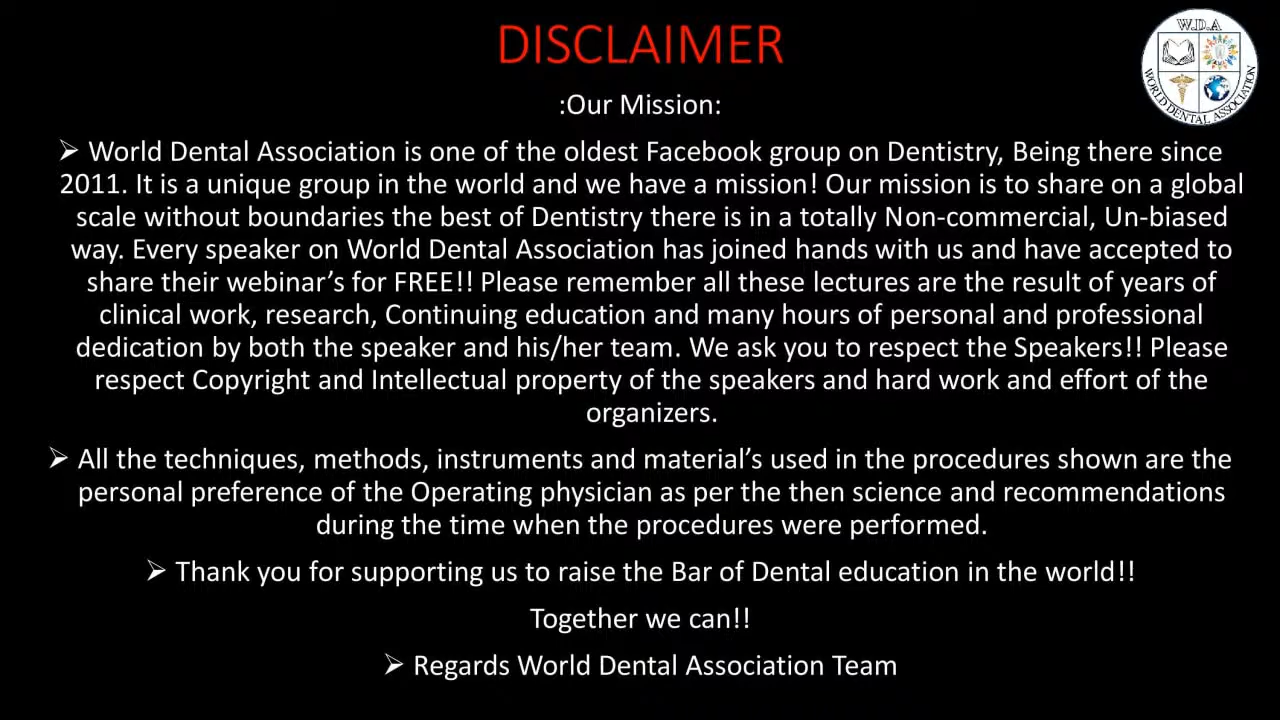 DISCLAIMER
W.D.A
WORLD DENTAL ASSOCIATION
:Our Mission:
➢ World Dental Association is one of the oldest Facebook group on Dentistry, Being there since
2011. It is a unique group in the world and we have a mission! Our mission is to share on a global
scale without boundaries the best of Dentistry there is in a totally Non-commercial, Un-biased
way. Every speaker on World Dental Association has joined hands with us and have accepted to
share their webinar’s for FREE!! Please remember all these lectures are the result of years of
clinical work, research, Continuing education and many hours of personal and professional
dedication by both the speaker and his/her team. We ask you to respect the Speakers!! Please
respect Copyright and Intellectual property of the speakers and hard work and effort of the
organizers.
➢ All the techniques, methods, instruments and material’s used in the procedures shown are the
personal preference of the Operating physician as per the then science and recommendations
during the time when the procedures were performed.
➢ Thank you for supporting us to raise the Bar of Dental education in the world!!
Together we can!!
➢ Regards World Dental Association Team